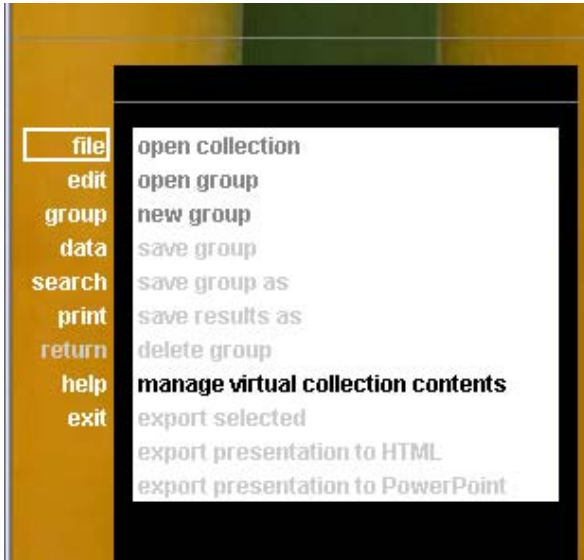 file
edit
group
data
search
print
return
help
exit
open collection
open group
new group
save group
save group as
save results as
delete group
manage virtual collection contents
export selected
export presentation to HTML
export presentation to PowerPoint